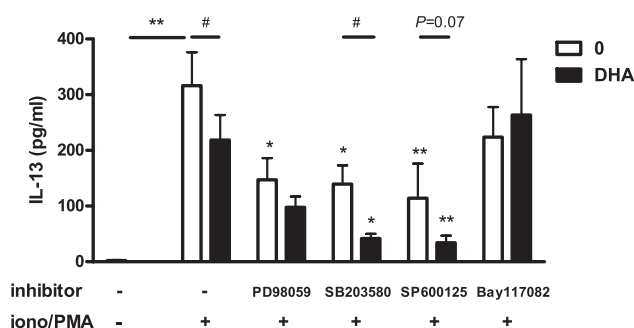 ** # # P=0.07
0
DHA
400
300
200
100
0
IL-13 (pg/ml)
* * * ** **
inhibitor - - PD98059 SB203580 SP600125 Bay117082
iono/PMA - + + + + +